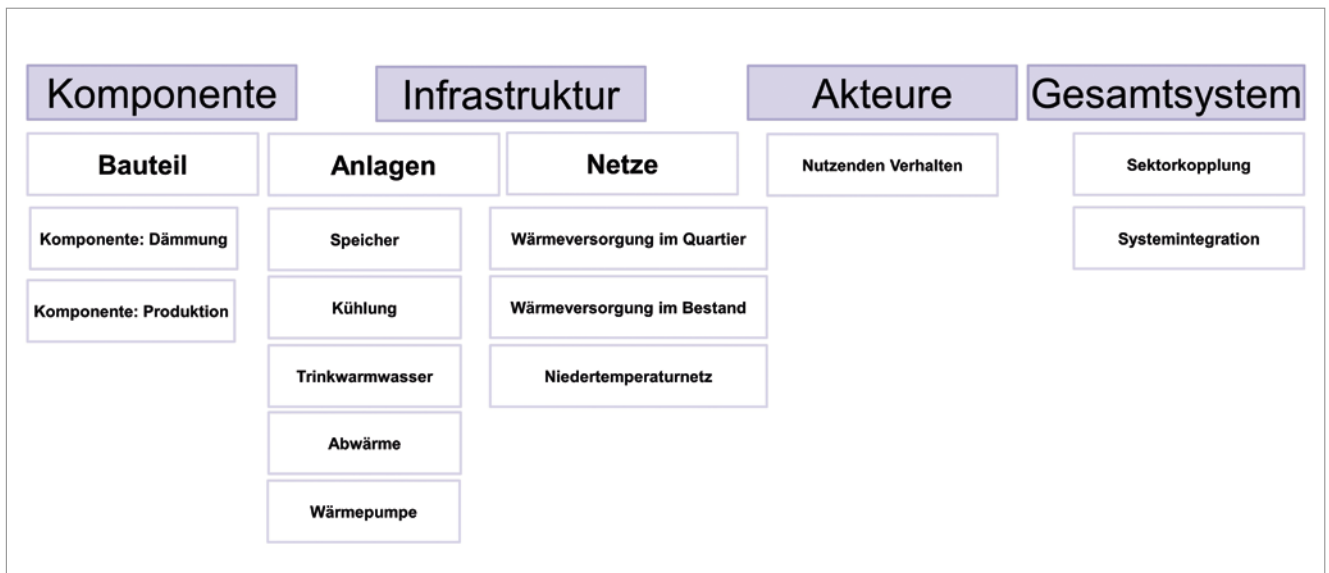 Komponente
Infrastruktur
Akteure
Gesamtsystem
Bauteil
Anlagen
Netze
Nutzenden Verhalten
Sektorkopplung
Komponente: Dämmung
Speicher
Wärmeversorgung im Quartier
Systemintegration
Komponente: Produktion
Kühlung
Wärmeversorgung im Bestand
Trinkwarmwasser
Niedertemperaturnetz
Abwärme
Wärmepumpe